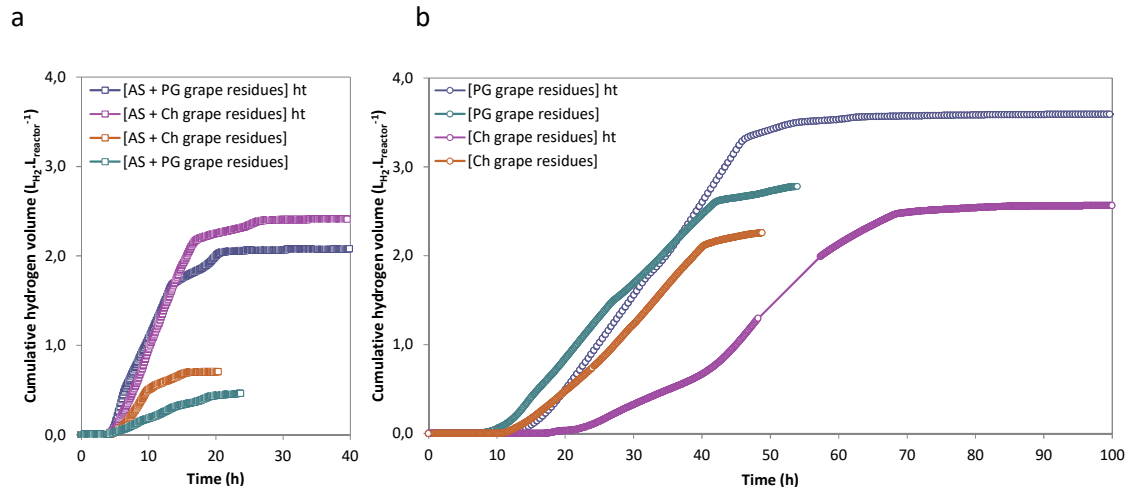 a
b
Cumulative hydrogen volume (L_H2.L_reactor^-1)
4,0
3,0
2,0
1,0
0,0
[AS + PG grape residues] ht
[AS + Ch grape residues] ht
[AS + Ch grape residues]
[AS + PG grape residues]
0 10 20 30 40
Time (h)
Cumulative hydrogen volume (L_H2.L_reactor^-1)
4,0
3,0
2,0
1,0
0,0
[PG grape residues] ht
[PG grape residues]
[Ch grape residues] ht
[Ch grape residues]
0 10 20 30 40 50 60 70 80 90 100
Time (h)